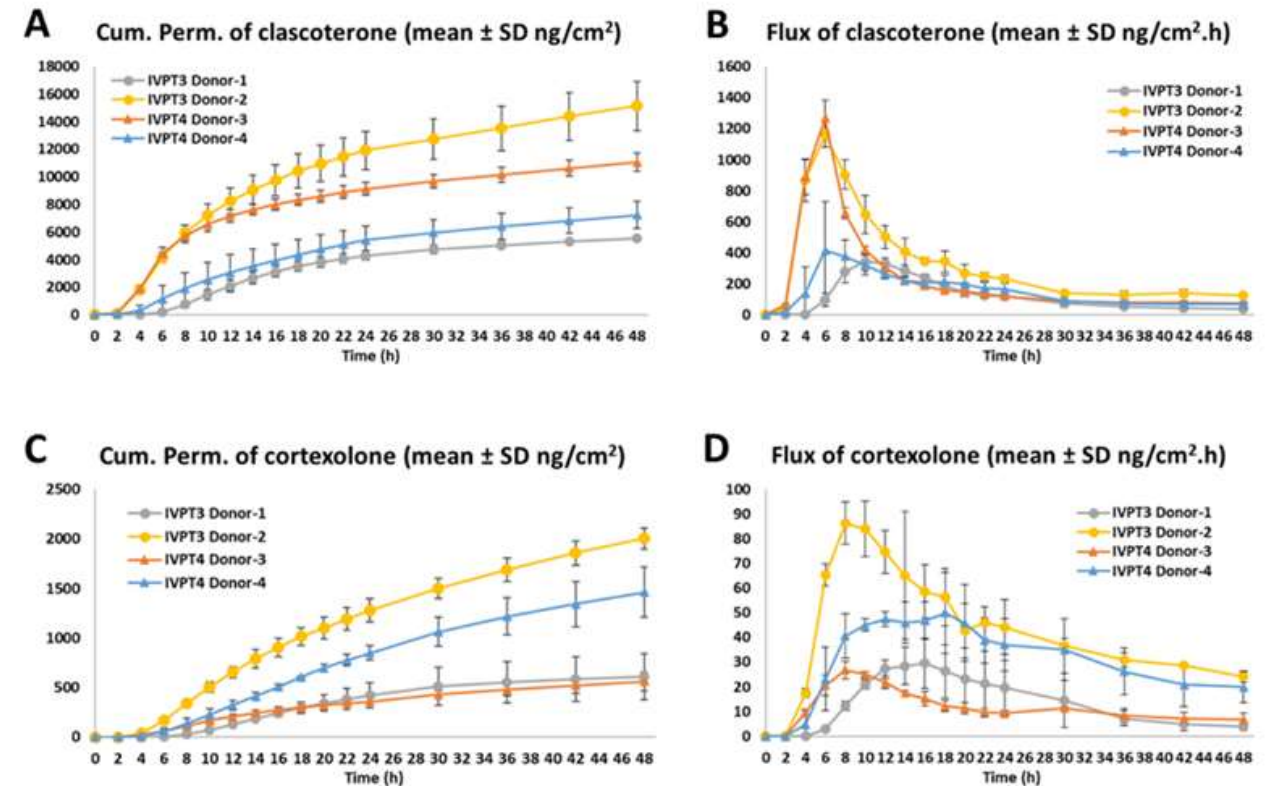 A
Cum. Perm. of clascoterone (mean ± SD ng/cm²)
18000
16000
14000
12000
10000
8000
6000
4000
2000
0
IVPT3 Donor-1
IVPT3 Donor-2
IVPT4 Donor-3
IVPT4 Donor-4
0 2 4 6 8 10 12 14 16 18 20 22 24 26 28 30 32 34 36 38 40 42 44 46 48
Time (h)
B
Flux of clascoterone (mean ± SD ng/cm².h)
1600
1400
1200
1000
800
600
400
200
0
IVPT3 Donor-1
IVPT3 Donor-2
IVPT4 Donor-3
IVPT4 Donor-4
0 2 4 6 8 10 12 14 16 18 20 22 24 26 28 30 32 34 36 38 40 42 44 46 48
Time (h)
C
Cum. Perm. of cortexolone (mean ± SD ng/cm²)
2500
2000
1500
1000
500
0
IVPT3 Donor-1
IVPT3 Donor-2
IVPT4 Donor-3
IVPT4 Donor-4
0 2 4 6 8 10 12 14 16 18 20 22 24 26 28 30 32 34 36 38 40 42 44 46 48
Time (h)
D
Flux of cortexolone (mean ± SD ng/cm².h)
100
90
80
70
60
50
40
30
20
10
0
IVPT3 Donor-1
IVPT3 Donor-2
IVPT4 Donor-3
IVPT4 Donor-4
0 2 4 6 8 10 12 14 16 18 20 22 24 26 28 30 32 34 36 38 40 42 44 46 48
Time (h)